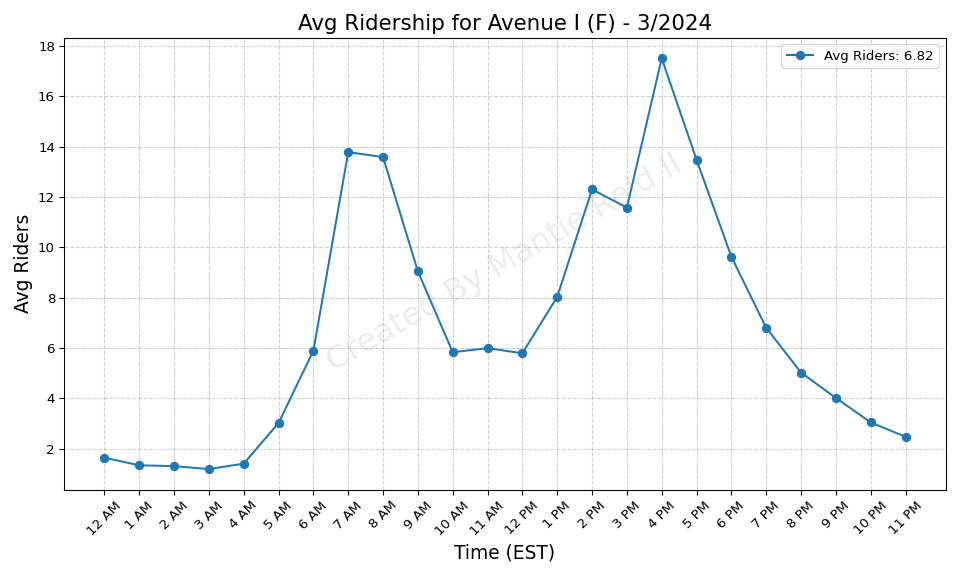 Avg Ridership for Avenue I (F) - 3/2024
Avg Riders: 6.82
Avg Riders
18
16
14
12
10
8
6
4
2
Created By Mantle Reid II
12 AM
1 AM
2 AM
3 AM
4 AM
5 AM
6 AM
7 AM
8 AM
9 AM
10 AM
11 AM
12 PM
1 PM
2 PM
3 PM
4 PM
5 PM
6 PM
7 PM
8 PM
9 PM
10 PM
11 PM
Time (EST)